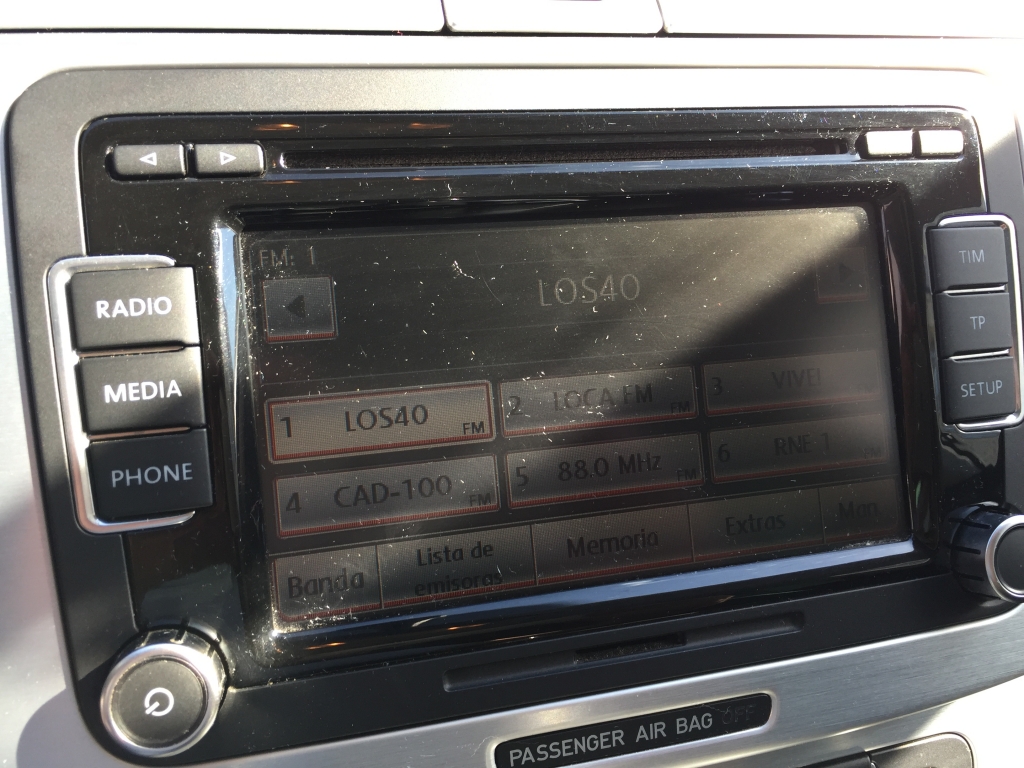 FM: 1
LOS40
RADIO
MEDIA
PHONE
TIM
TP
SETUP
1 LOS40 FM
2 LOCA FM FM
3
4 CAD-100 FM
5 88.0 MHz FM
6 RNE 1 FM
Banda
Lista de
emisoras
Memoria
Extras
Man.
PASSENGER AIR BAG OFF